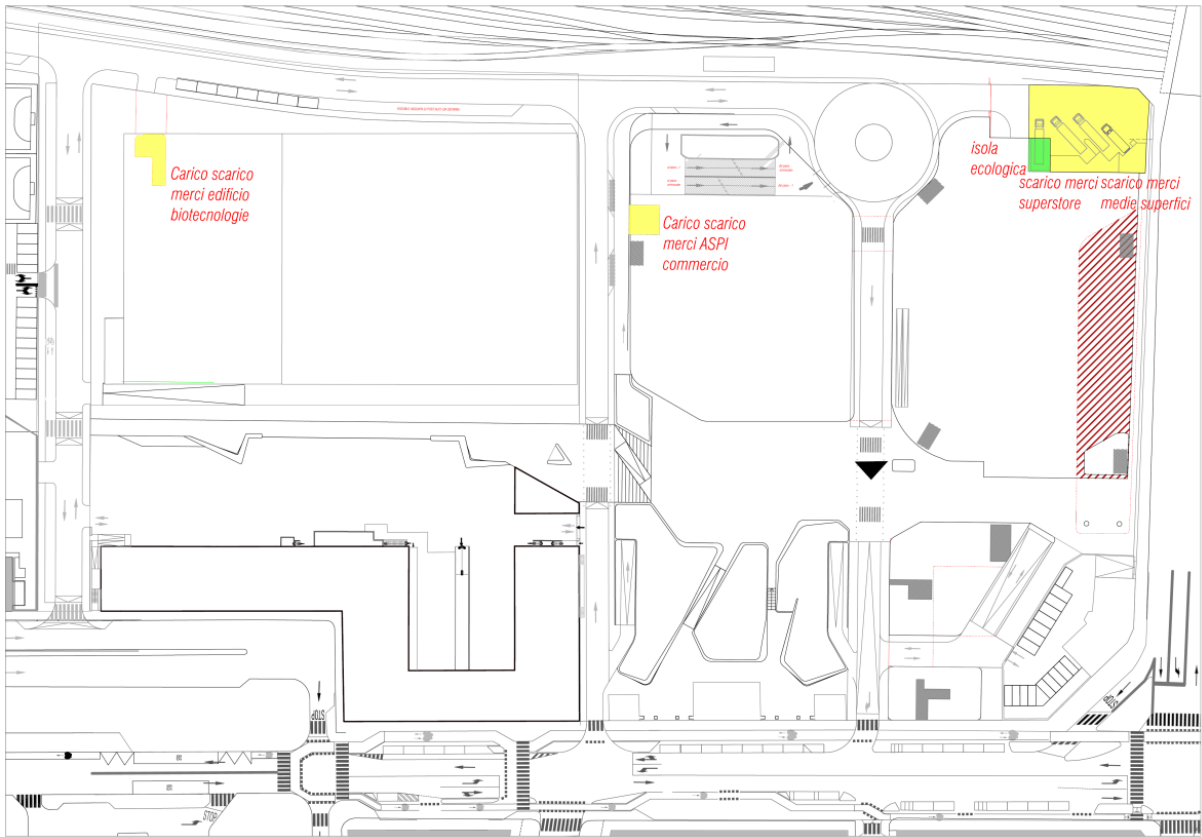 Carico scarico
merci edificio
biotecnologie
Carico scarico
merci ASPI
commercio
isola
ecologica
scarico merci
superstore
scarico merci
medie superfici
STOP
STOP
STOP